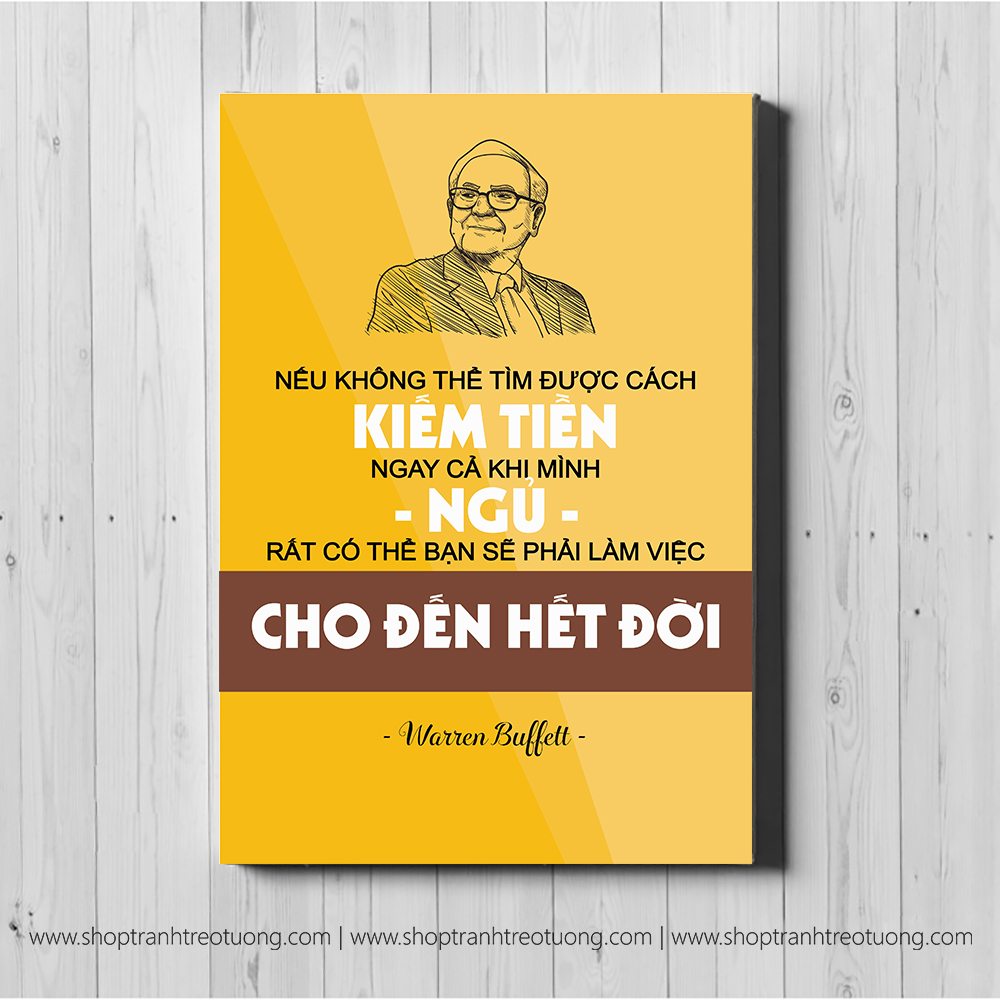 NẾU KHÔNG THỂ TÌM ĐƯỢC CÁCH
KIẾM TIỀN
NGAY CẢ KHI MÌNH
- NGỦ -
RẤT CÓ THỂ BẠN SẼ PHẢI LÀM VIỆC
CHO ĐẾN HẾT ĐỜI
- Warren Buffett -
www.shoptranhtreotuong.com | www.shoptranhtreotuong.com | www.shoptranhtreotuong.com